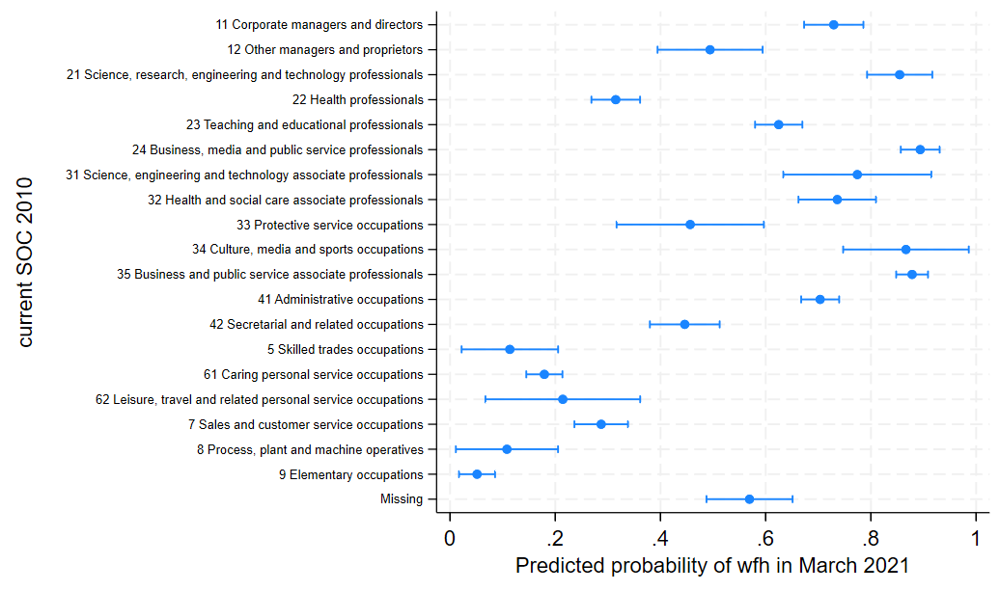 11 Corporate managers and directors
12 Other managers and proprietors
21 Science, research, engineering and technology professionals
22 Health professionals
23 Teaching and educational professionals
24 Business, media and public service professionals
31 Science, engineering and technology associate professionals
32 Health and social care associate professionals
33 Protective service occupations
34 Culture, media and sports occupations
35 Business and public service associate professionals
41 Administrative occupations
42 Secretarial and related occupations
5 Skilled trades occupations
61 Caring personal service occupations
62 Leisure, travel and related personal service occupations
7 Sales and customer service occupations
8 Process, plant and machine operatives
9 Elementary occupations
Missing
current SOC 2010
0 .2 .4 .6 .8 1
Predicted probability of wfh in March 2021